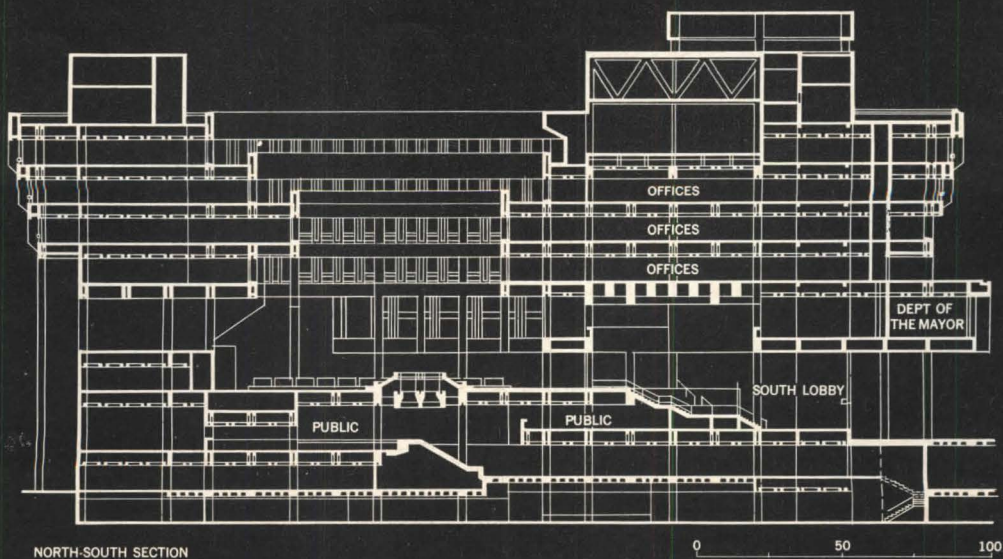 OFFICES
OFFICES
OFFICES
DEPT OF
THE MAYOR
SOUTH LOBBY
PUBLIC
PUBLIC
NORTH-SOUTH SECTION
0 50 100